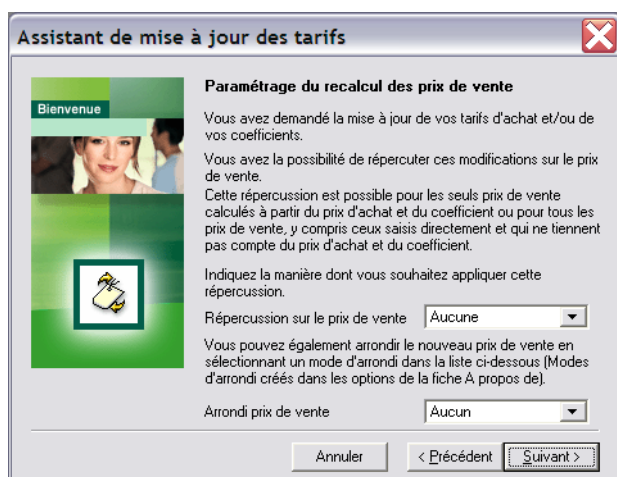 Assistant de mise à jour des tarifs
Bienvenue
Paramétrage du recalcul des prix de vente
Vous avez demandé la mise à jour de vos tarifs d'achat et/ou de
vos coefficients.
Vous avez la possibilité de répercuter ces modifications sur le prix
de vente.
Cette répercussion est possible pour les seuls prix de vente
calculés à partir du prix d'achat et du coefficient ou pour tous les
prix de vente, y compris ceux saisis directement et qui ne tiennent
pas compte du prix d'achat et du coefficient.
Indiquez la manière dont vous souhaitez appliquer cette
répercussion.
Répercussion sur le prix de vente Aucune
Vous pouvez également arrondir le nouveau prix de vente en
sélectionnant un mode d'arrondi dans la liste ci-dessous (Modes
d'arrondi créés dans les options de la fiche A propos de).
Arrondi prix de vente Aucun
Annuler < Précédent Suivant >